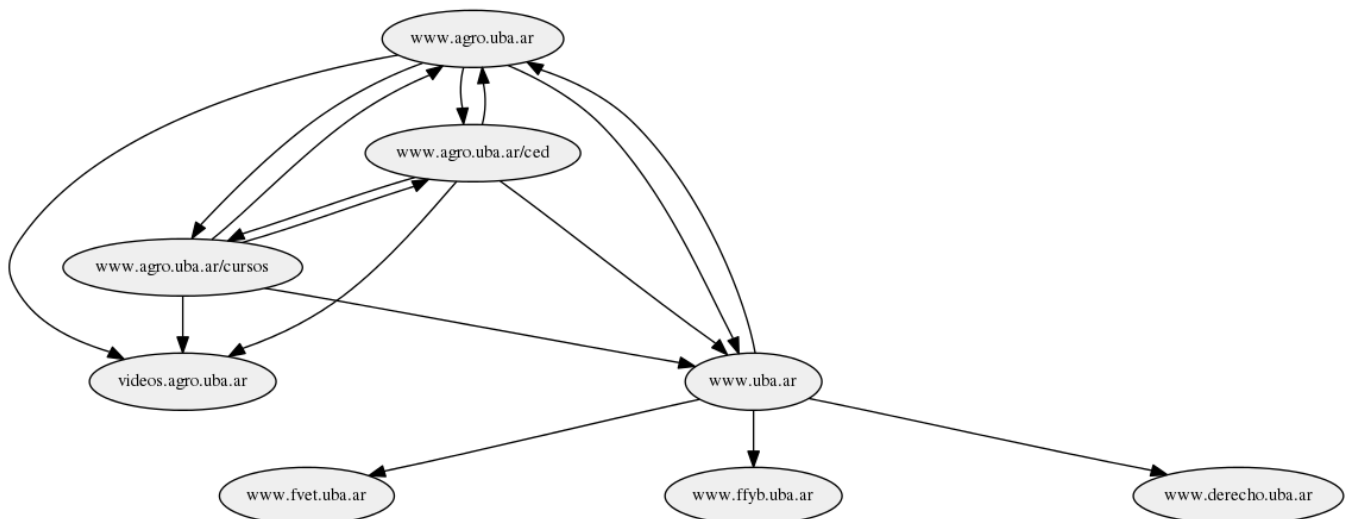 www.agro.uba.ar
www.agro.uba.ar/ced
www.agro.uba.ar/cursos
videos.agro.uba.ar
www.uba.ar
www.fvet.uba.ar
www.ffyb.uba.ar
www.derecho.uba.ar